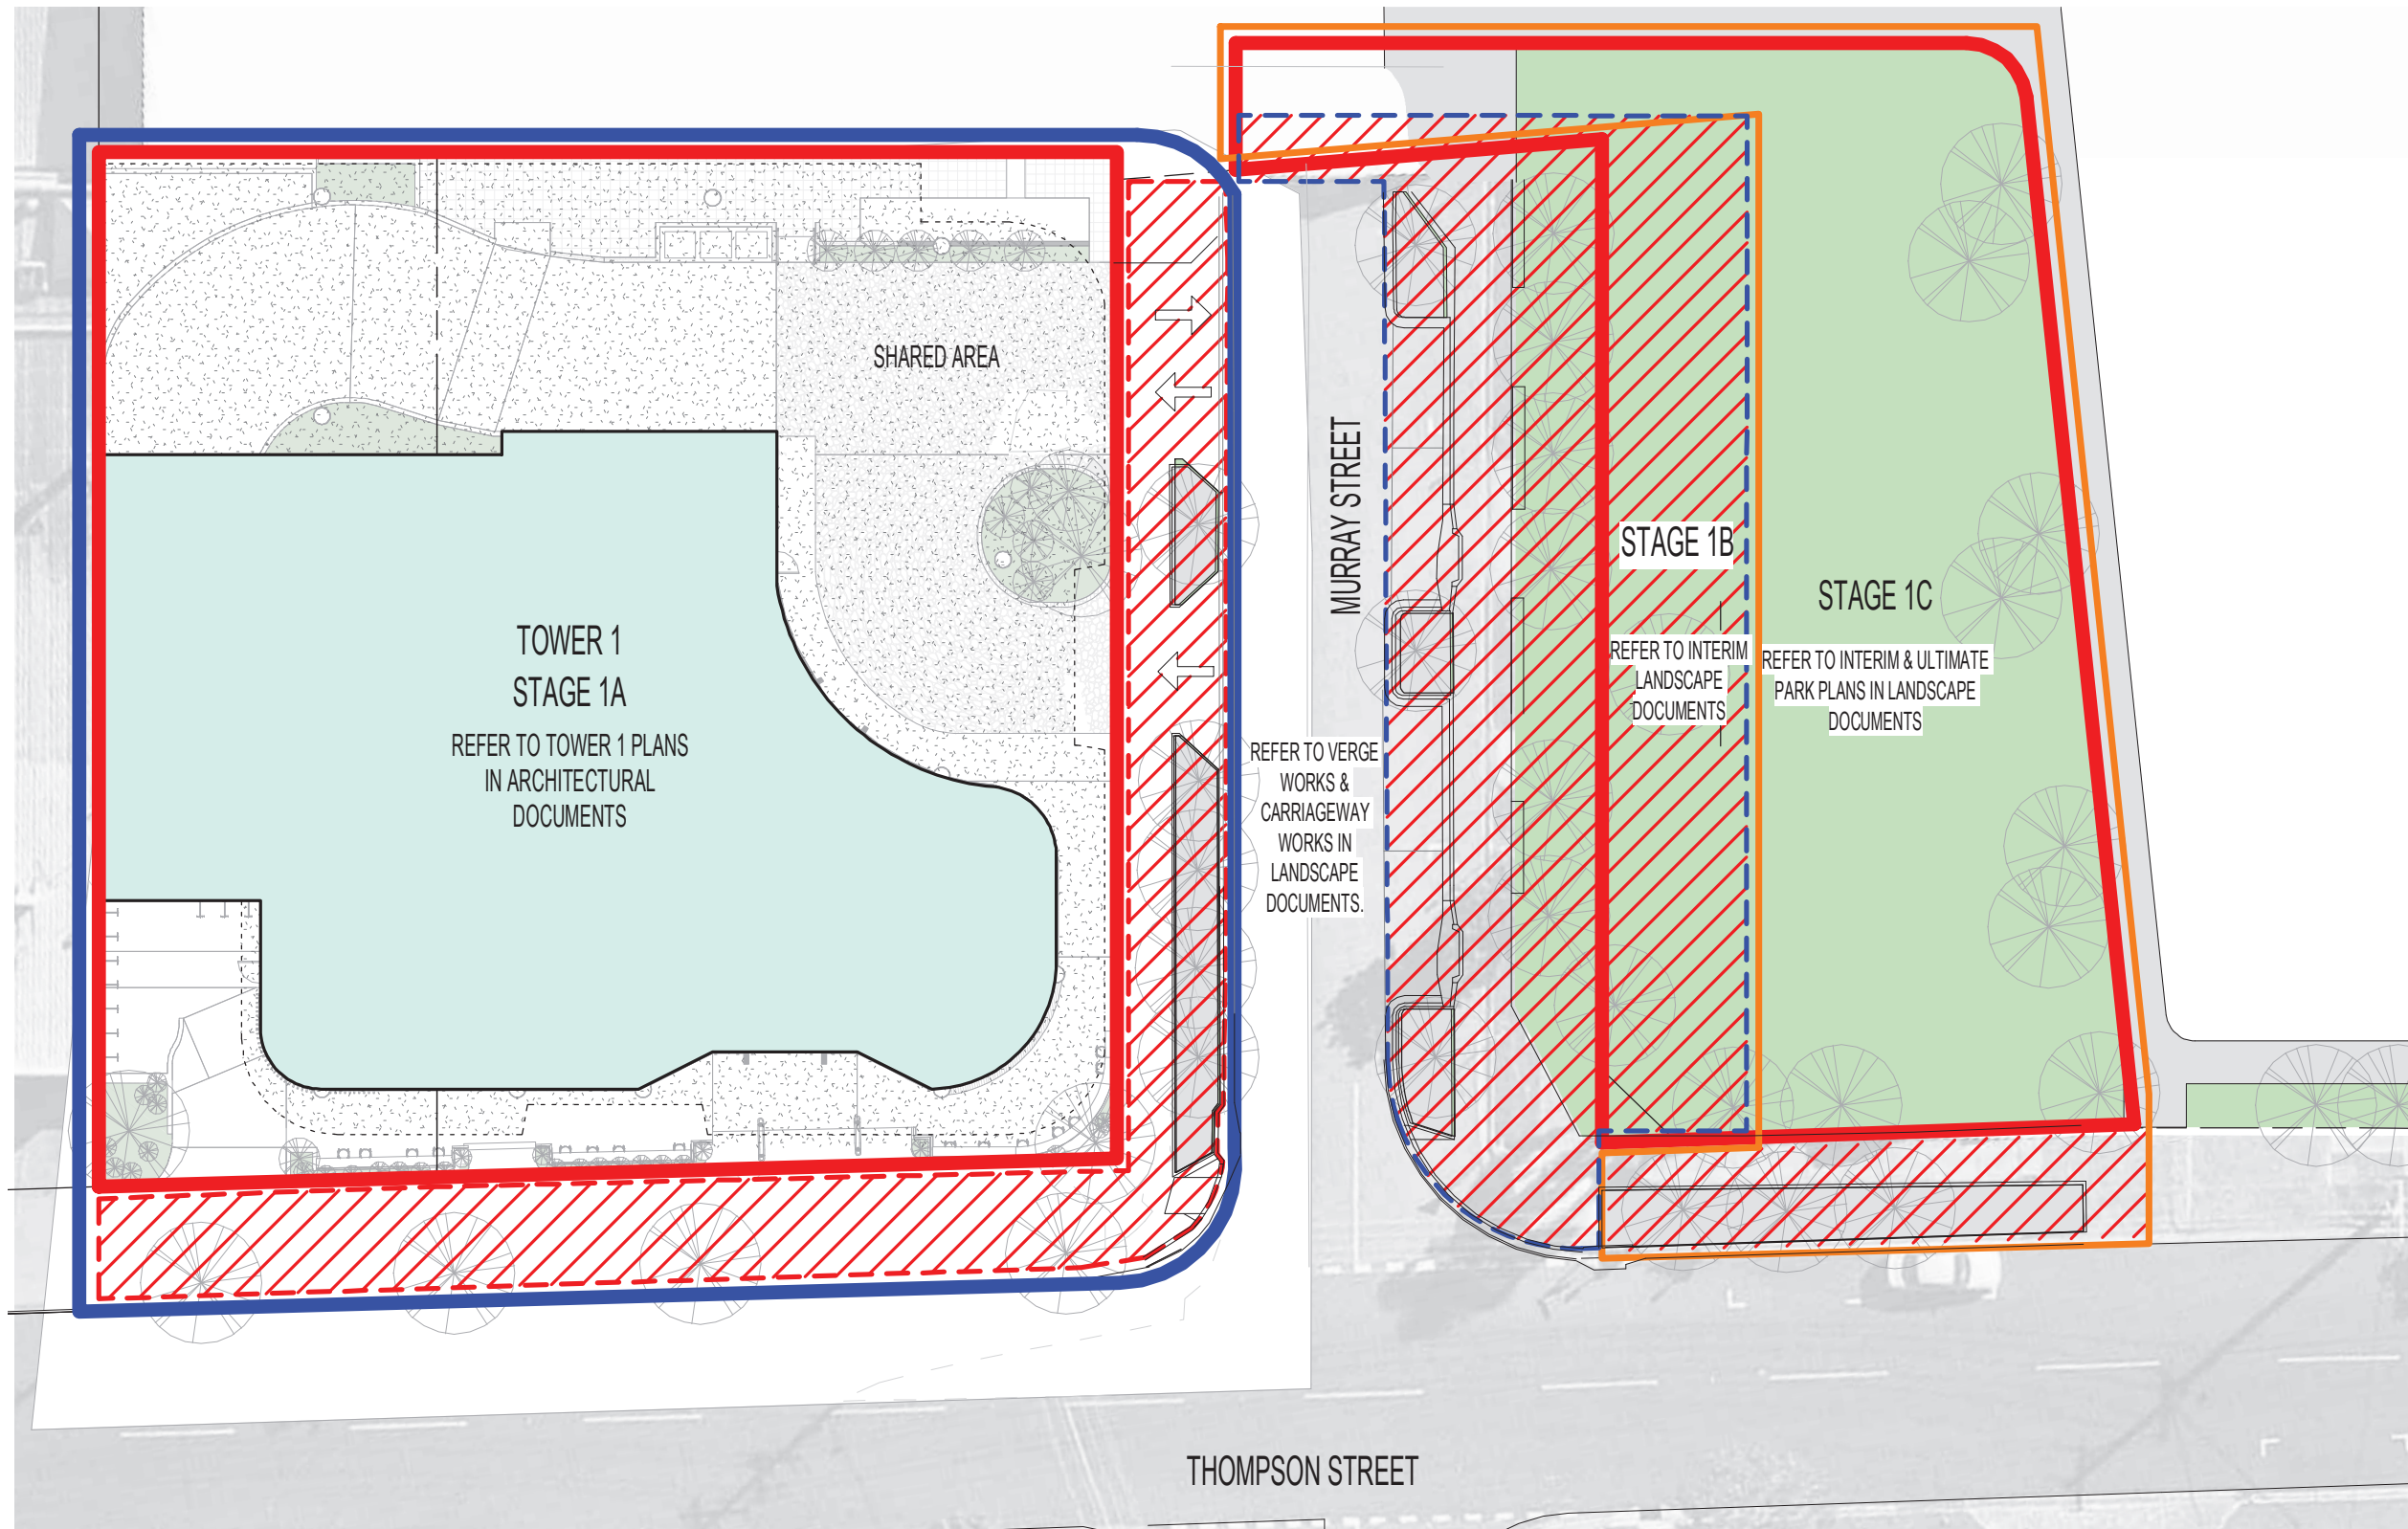 SHARED AREA
TOWER 1
STAGE 1A
REFER TO TOWER 1 PLANS
IN ARCHITECTURAL
DOCUMENTS
MURRAY STREET
REFER TO VERGE
WORKS &
CARRIAGEWAY
WORKS IN
LANDSCAPE
DOCUMENTS.
STAGE 1B
REFER TO INTERIM
LANDSCAPE
DOCUMENTS
STAGE 1C
REFER TO INTERIM & ULTIMATE
PARK PLANS IN LANDSCAPE
DOCUMENTS
THOMPSON STREET